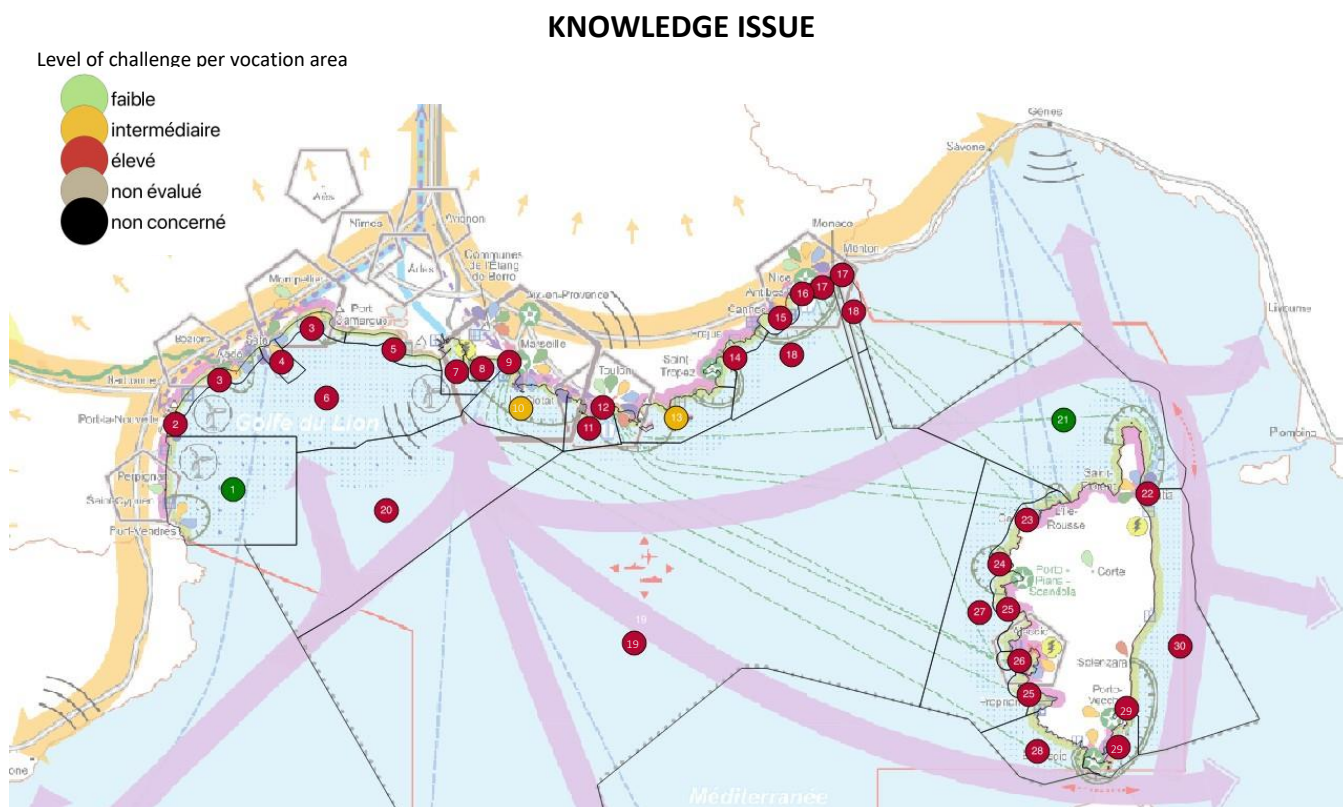 KNOWLEDGE ISSUE
Level of challenge per vocation area
faible
intermédiaire
élevé
non évalué
non concerné
Gênes
Savone
Arles
Nîmes
Avignon
Monaco
Menton
Communes
de l'Étang
de Berre
Montpellier
Arles
Nice
Antibes
Aix-en-Provence
Cannes
Livourne
Port
Camargue
17
17
16
18
15
Béziers
Sète
3
Fréjus
Marseille
5
Saint-
Tropez
14
18
Agde
4
9
8
7
Toulon
Narbonne
3
6
10
12
13
21
Port-la-Nouvelle
2
Golfe du Lion
11
Piombino
Perpignan
1
Saint-
Florent
Saint-Cyprien
22
Port-Vendres
20
23
L'Île-
Rousse
24
Porto -
Piana -
Scandola
Corte
27
25
19
19
Ajaccio
30
26
Solenzara
25
Porto-
Vecchio
Propriano
29
28
29
Méditerranée
one